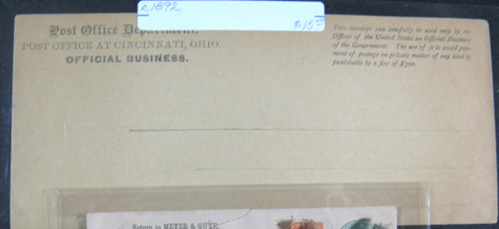 c1892
$15
Post Office Department.
POST OFFICE AT CINCINNATI, OHIO.
OFFICIAL BUSINESS.
This envelope can lawfully be used only by an
Officer of the United States on Official Business
of the Government. The use of it to avoid pay-
ment of postage on private matter of any kind is
punishable by a fine of $300.
Return to MEYER &